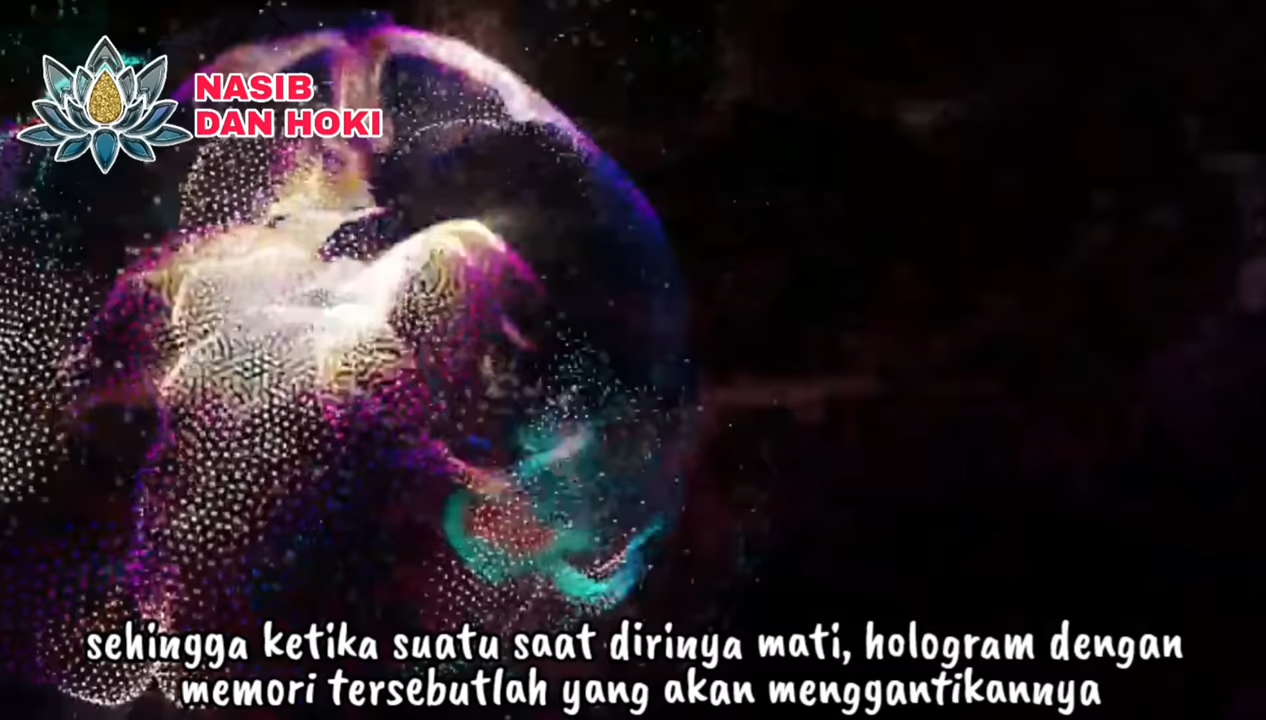 NASIB
DAN HOKI
sehingga ketika suatu saat dirinya mati, hologram dengan
memori tersebutlah yang akan menggantikannya